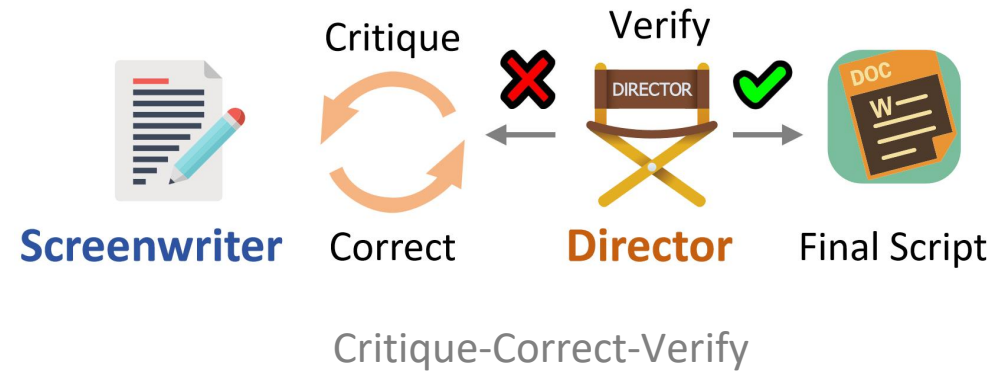 Critique
Verify
DIRECTOR
DOC
W
Screenwriter
Correct
Director
Final Script
Critique-Correct-Verify